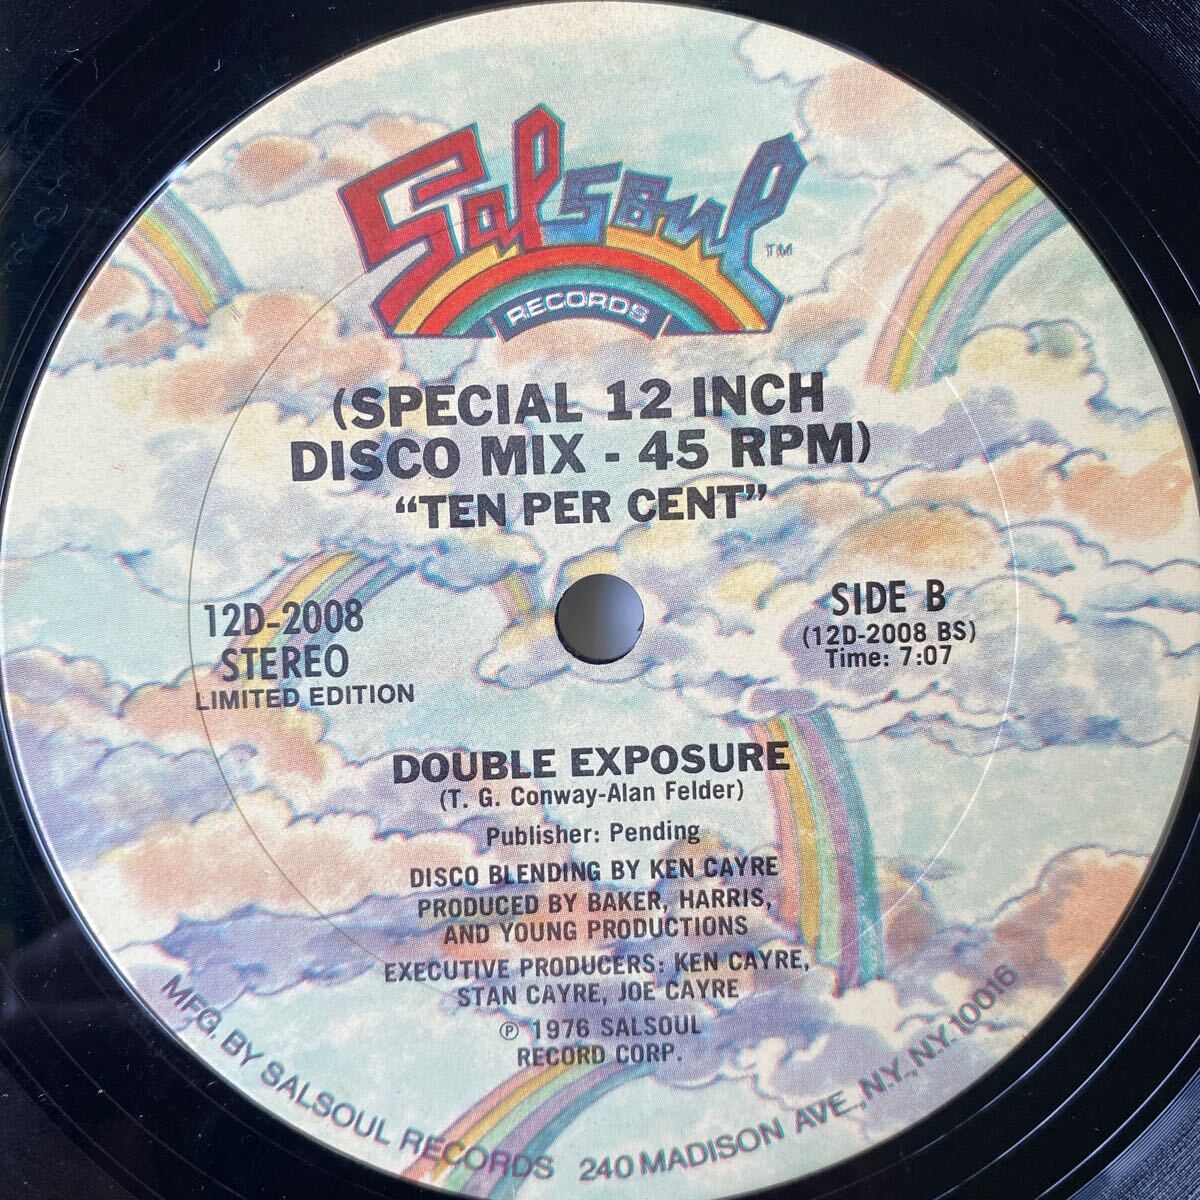 Salsoul
TM
RECORDS
(SPECIAL 12 INCH
DISCO MIX - 45 RPM)
“TEN PER CENT”
12D-2008
STEREO
LIMITED EDITION
SIDE B
(12D-2008 BS)
Time: 7:07
DOUBLE EXPOSURE
(T. G. Conway-Alan Felder)
Publisher: Pending
DISCO BLENDING BY KEN CAYRE
PRODUCED BY BAKER, HARRIS,
AND YOUNG PRODUCTIONS
EXECUTIVE PRODUCERS: KEN CAYRE,
STAN CAYRE, JOE CAYRE
℗ 1976 SALSOUL
RECORD CORP.
MFG. BY SALSOUL RECORDS 240 MADISON AVE., N.Y., N.Y. 10016